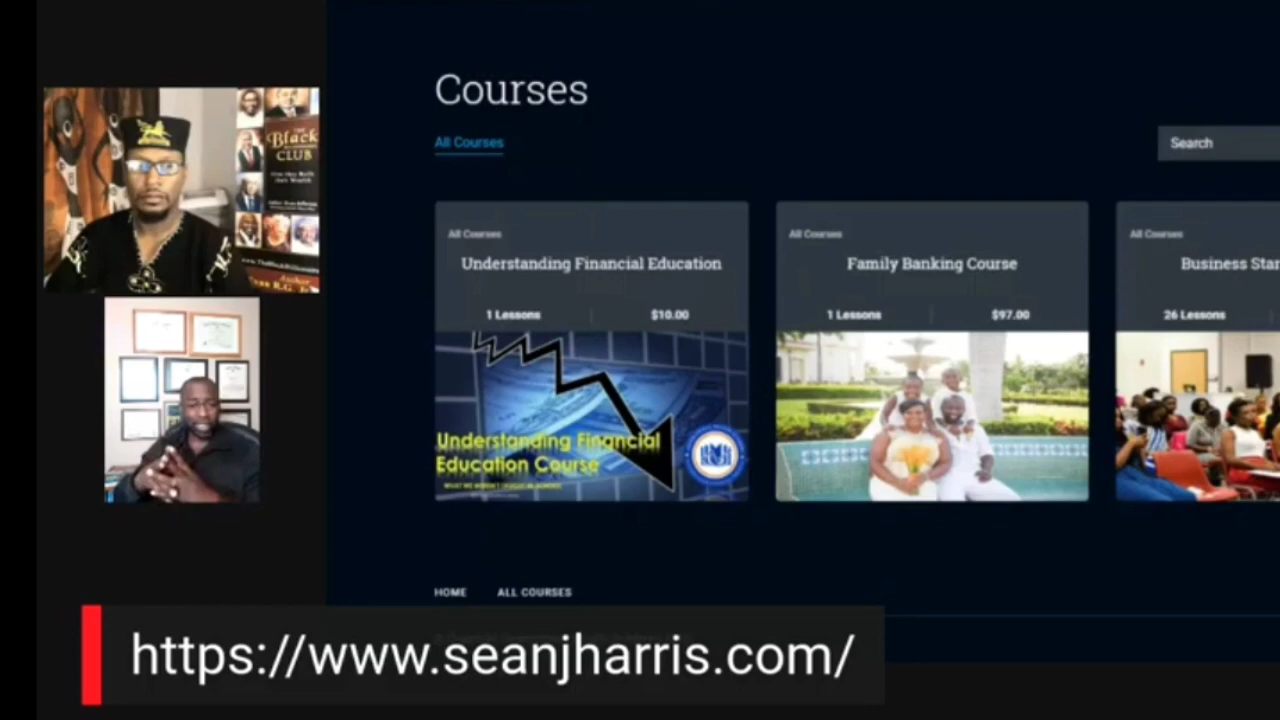 Courses
All Courses
Search
All Courses
Understanding Financial Education
1 Lessons
$10.00
Understanding Financial
Education Course
All Courses
Family Banking Course
1 Lessons
$97.00
All Courses
Business Star
26 Lessons
HOME
ALL COURSES
https://www.seanjharris.com/
Black
CLUB